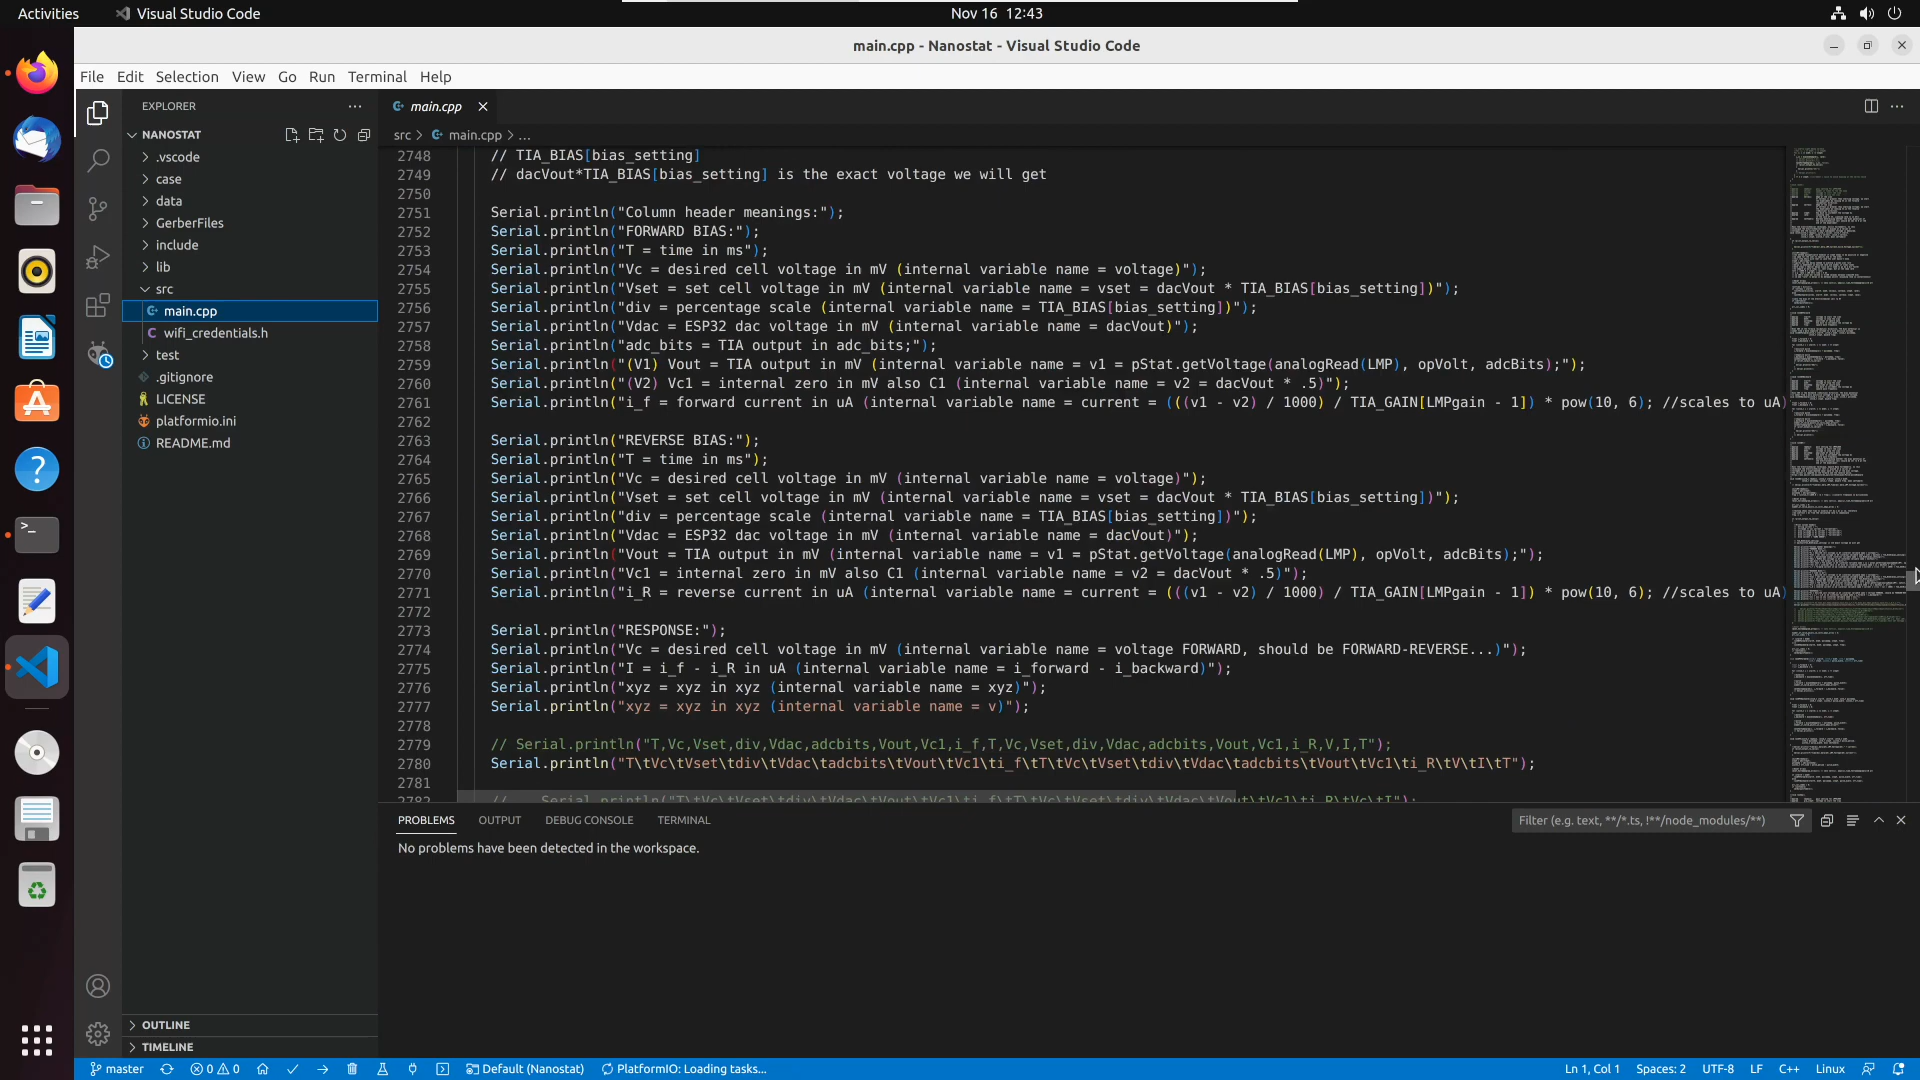 Activities
Visual Studio Code
Nov 16 12:43
main.cpp - Nanostat - Visual Studio Code
File Edit Selection View Go Run Terminal Help
EXPLORER
main.cpp
NANOSTAT
src > main.cpp > ...
.vscode
case
data
GerberFiles
include
lib
src
main.cpp
wifi_credentials.h
test
.gitignore
LICENSE
platformio.ini
README.md
OUTLINE
TIMELINE
2748 // TIA_BIAS[bias_setting]
2749 // dacVout*TIA_BIAS[bias_setting] is the exact voltage we will get
2750
2751 Serial.println("Column header meanings:");
2752 Serial.println("FORWARD BIAS:");
2753 Serial.println("T = time in ms");
2754 Serial.println("Vc = desired cell voltage in mV (internal variable name = voltage)");
2755 Serial.println("Vset = set cell voltage in mV (internal variable name = vset = dacVout * TIA_BIAS[bias_setting])");
2756 Serial.println("div = percentage scale (internal variable name = TIA_BIAS[bias_setting])");
2757 Serial.println("Vdac = ESP32 dac voltage in mV (internal variable name = dacVout)");
2758 Serial.println("adc_bits = TIA output in adc_bits;");
2759 Serial.println("(V1) Vout = TIA output in mV (internal variable name = v1 = pStat.getVoltage(analogRead(LMP), opVolt, adcBits);");
2760 Serial.println("(V2) Vc1 = internal zero in mV also C1 (internal variable name = v2 = dacVout * .5)");
2761 Serial.println("i_f = forward current in uA (internal variable name = current = (((v1 - v2) / 1000) / TIA_GAIN[LMPgain - 1]) * pow(10, 6); //scales to uA)
2762
2763 Serial.println("REVERSE BIAS:");
2764 Serial.println("T = time in ms");
2765 Serial.println("Vc = desired cell voltage in mV (internal variable name = voltage)");
2766 Serial.println("Vset = set cell voltage in mV (internal variable name = vset = dacVout * TIA_BIAS[bias_setting])");
2767 Serial.println("div = percentage scale (internal variable name = TIA_BIAS[bias_setting])");
2768 Serial.println("Vdac = ESP32 dac voltage in mV (internal variable name = dacVout)");
2769 Serial.println("Vout = TIA output in mV (internal variable name = v1 = pStat.getVoltage(analogRead(LMP), opVolt, adcBits);");
2770 Serial.println("Vc1 = internal zero in mV also C1 (internal variable name = v2 = dacVout * .5)");
2771 Serial.println("i_R = reverse current in uA (internal variable name = current = (((v1 - v2) / 1000) / TIA_GAIN[LMPgain - 1]) * pow(10, 6); //scales to uA)
2772
2773 Serial.println("RESPONSE:");
2774 Serial.println("Vc = desired cell voltage in mV (internal variable name = voltage FORWARD, should be FORWARD-REVERSE...)");
2775 Serial.println("I = i_f - i_R in uA (internal variable name = i_forward - i_backward)");
2776 Serial.println("xyz = xyz in xyz (internal variable name = xyz)");
2777 Serial.println("xyz = xyz in xyz (internal variable name = v)");
2778
2779 // Serial.println("T,Vc,Vset,div,Vdac,adcbits,Vout,Vc1,i_f,T,Vc,Vset,div,Vdac,adcbits,Vout,Vc1,i_R,V,I,T");
2780 Serial.println("T\tVc\tVset\tdiv\tVdac\tadcbits\tVout\tVc1\ti_f\tT\tVc\tVset\tdiv\tVdac\tadcbits\tVout\tVc1\ti_R\tV\tI\tT");
2781
2782 // Serial.println("T\tVc\tVset\tdiv\tVdac\tVout\tVc1\ti_f\tT\tVc\tVset\tdiv\tVdac\tVout\tVc1\ti_R\tVc\tI");
PROBLEMS OUTPUT DEBUG CONSOLE TERMINAL
Filter (e.g. text, **/*.ts, !**/node_modules/**)
No problems have been detected in the workspace.
master 0 0 Default (Nanostat) PlatformIO: Loading tasks... Ln 1, Col 1 Spaces: 2 UTF-8 LF C++ Linux